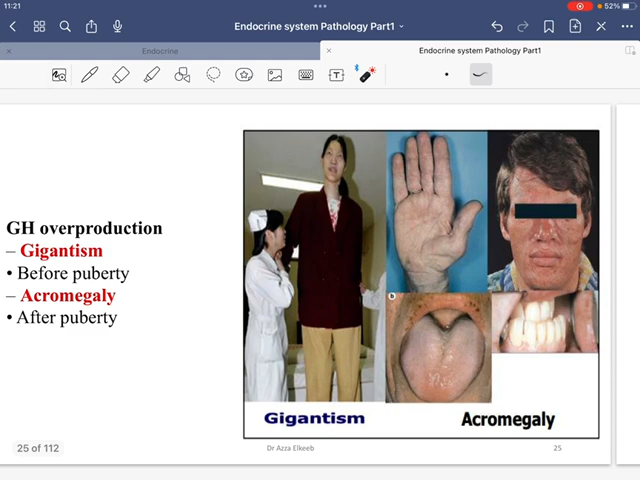 11:21
52%
Endocrine system Pathology Part1
Endocrine
Endocrine system Pathology Part1
GH overproduction
– Gigantism
• Before puberty
– Acromegaly
• After puberty
b
Gigantism
Acromegaly
25 of 112
Dr Azza Elkeeb
25